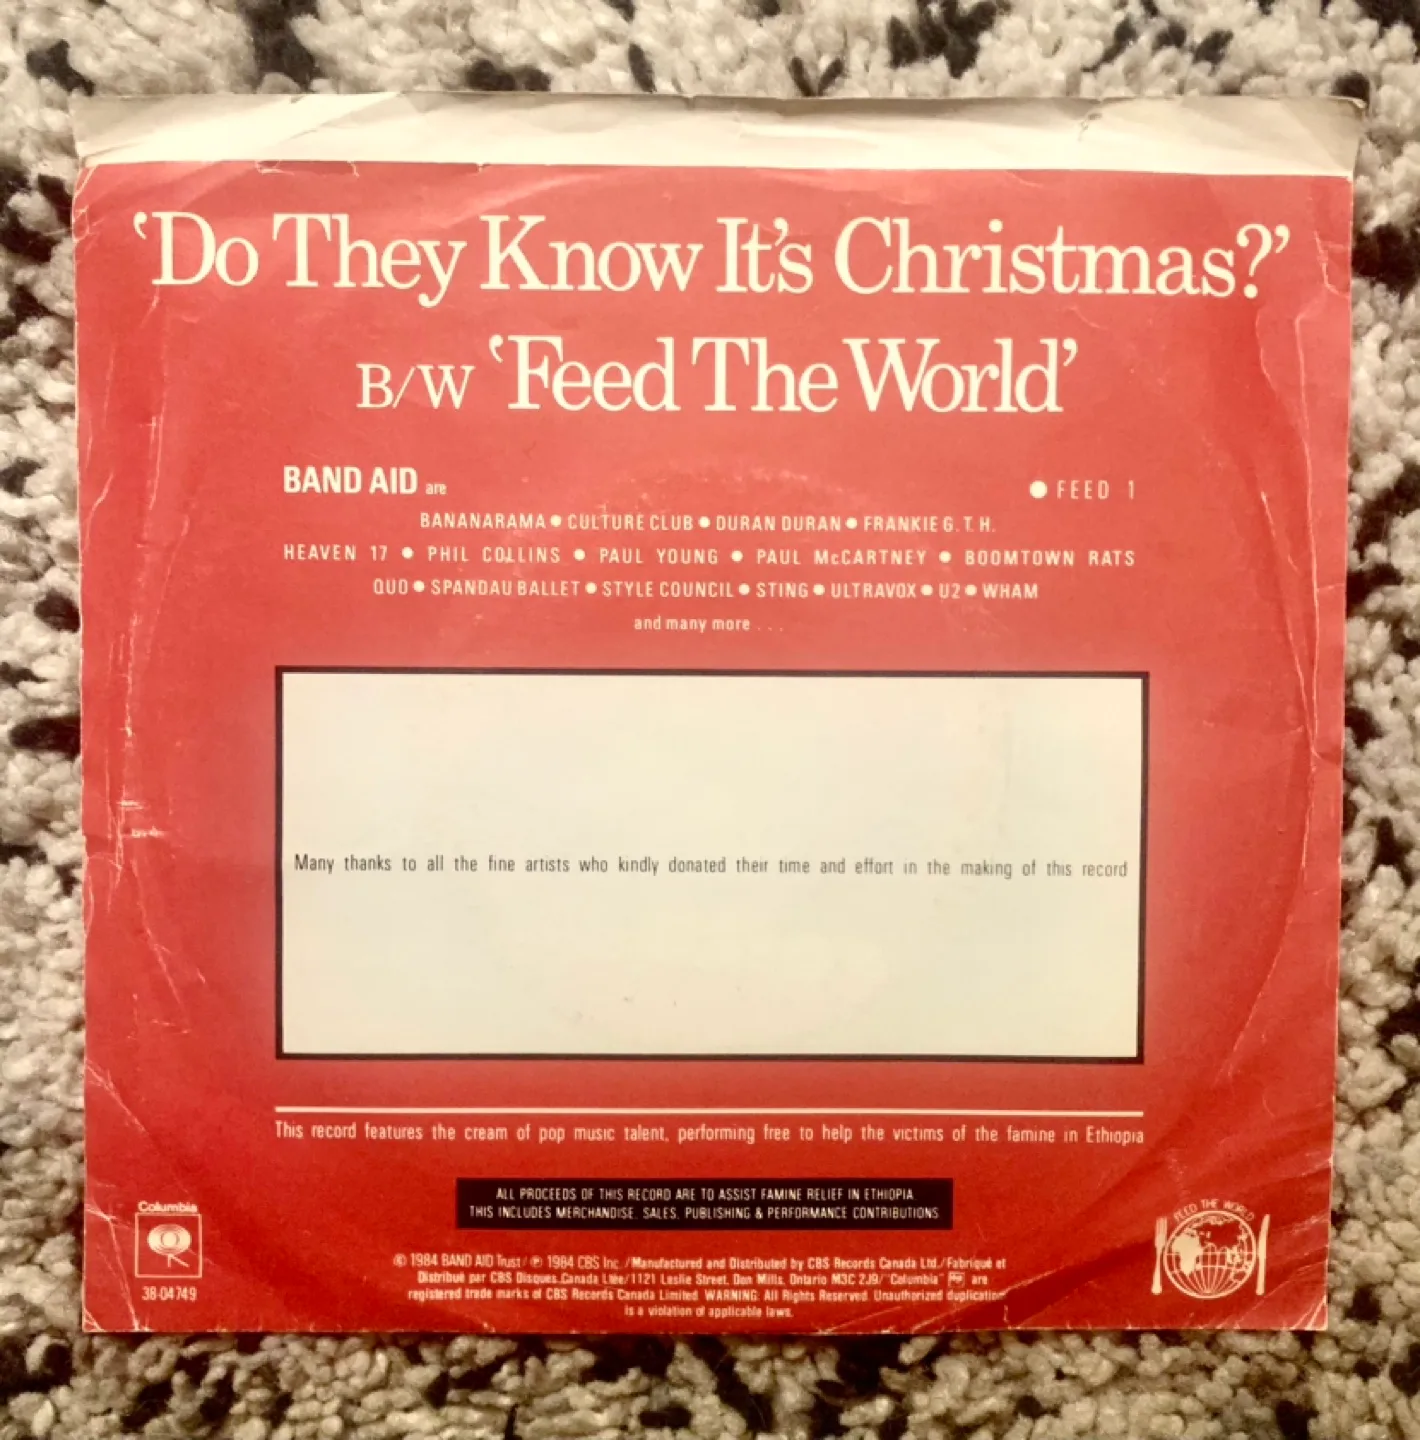 ‘Do They Know It's Christmas?’
B/W ‘Feed The World’
BAND AID are
● FEED 1
BANANARAMA ● CULTURE CLUB ● DURAN DURAN ● FRANKIE G.T.H.
HEAVEN 17 ● PHIL COLLINS ● PAUL YOUNG ● PAUL McCARTNEY ● BOOMTOWN RATS
QUO ● SPANDAU BALLET ● STYLE COUNCIL ● STING ● ULTRAVOX ● U2 ● WHAM
and many more . . .
Many thanks to all the fine artists who kindly donated their time and effort in the making of this record
This record features the cream of pop music talent, performing free to help the victims of the famine in Ethiopia
ALL PROCEEDS OF THIS RECORD ARE TO ASSIST FAMINE RELIEF IN ETHIOPIA
THIS INCLUDES MERCHANDISE, SALES, PUBLISHING & PERFORMANCE CONTRIBUTIONS
Columbia
38-04749
© 1984 BAND AID Trust/ ℗ 1984 CBS Inc./Manufactured and Distributed by CBS Records Canada Ltd./Fabriqué et
Distribué par CBS Disques Canada Ltée/1121 Leslie Street, Don Mills, Ontario M3C 2J9/"Columbia" are
registered trade marks of CBS Records Canada Limited. WARNING: All Rights Reserved. Unauthorized duplication
is a violation of applicable laws.
FEED THE WORLD